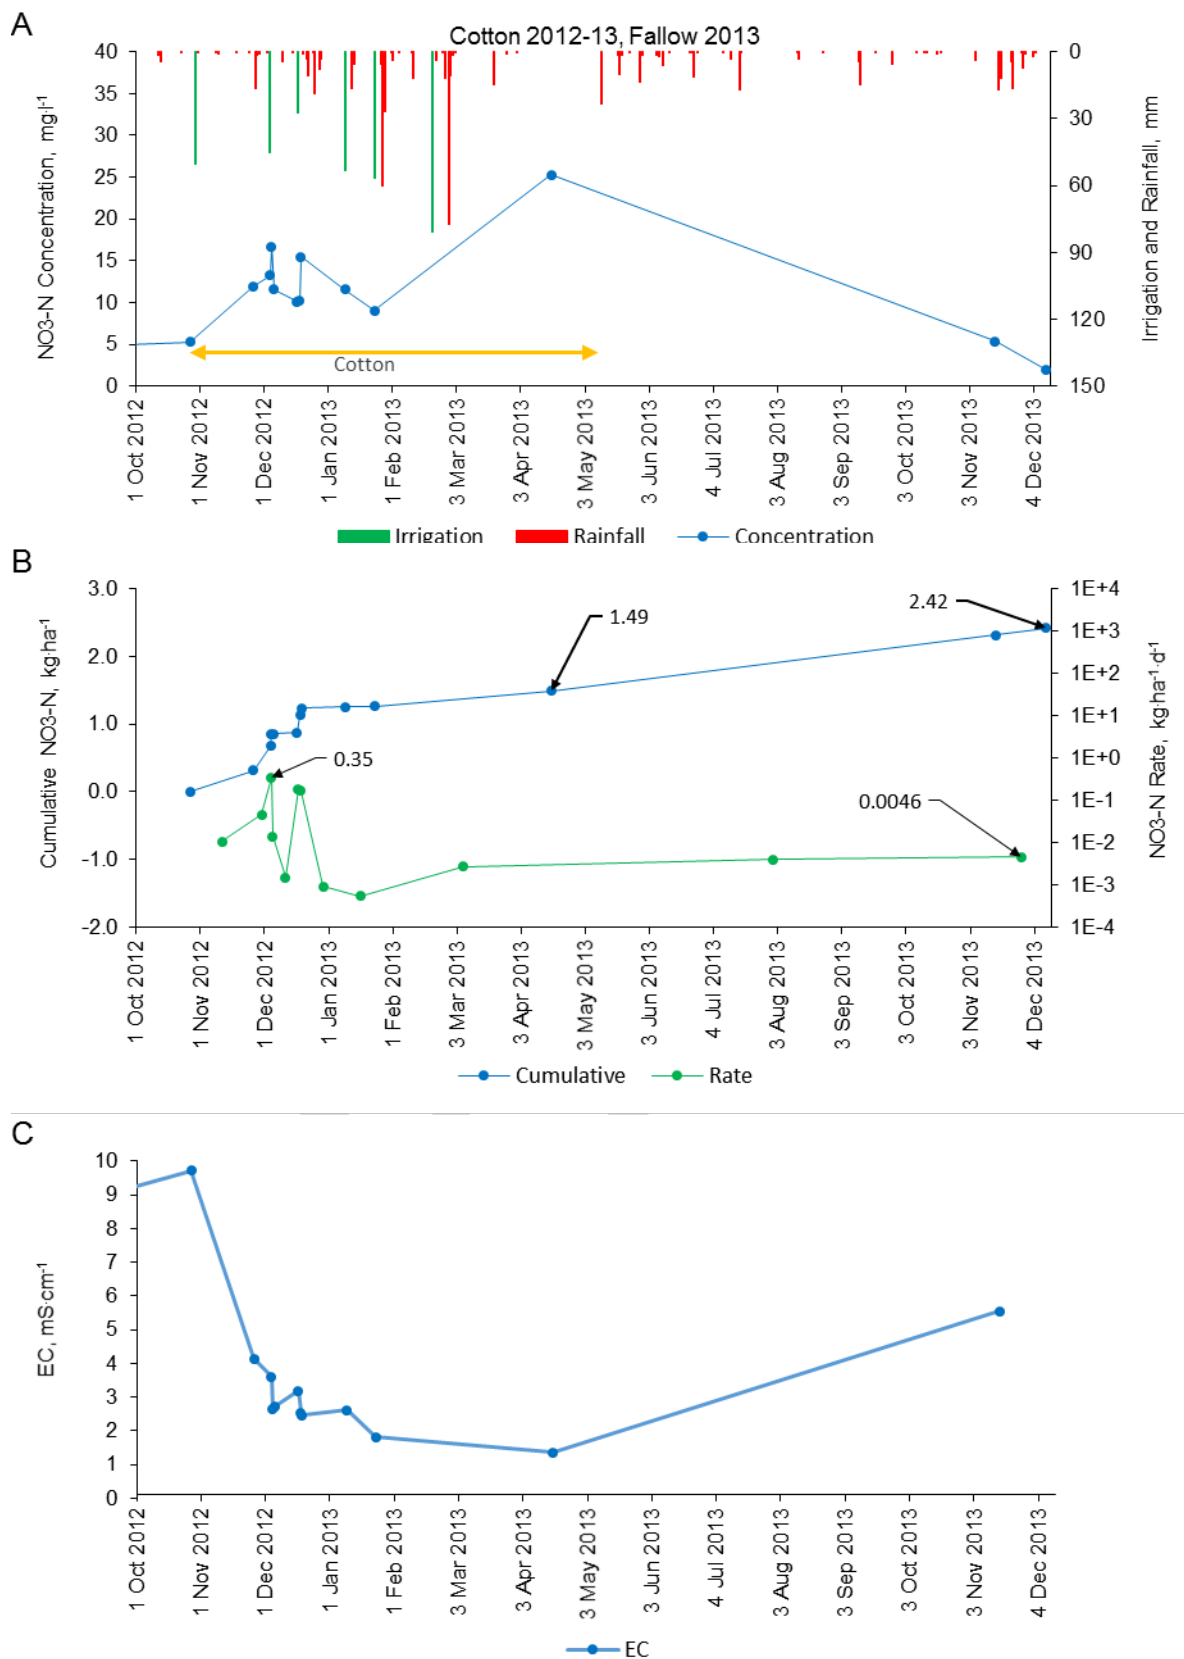 A
Cotton 2012-13, Fallow 2013
NO3-N Concentration, mg·l-1
40
35
30
25
20
15
10
5
0
0
30
60
90
120
150
Irrigation and Rainfall, mm
Cotton
1 Oct 2012
1 Nov 2012
1 Dec 2012
1 Jan 2013
1 Feb 2013
3 Mar 2013
3 Apr 2013
3 May 2013
3 Jun 2013
4 Jul 2013
3 Aug 2013
3 Sep 2013
3 Oct 2013
3 Nov 2013
4 Dec 2013
Irrigation Rainfall Concentration
B
Cumulative NO3-N, kg·ha-1
3.0
2.0
1.0
0.0
-1.0
-2.0
1E+4
1E+3
1E+2
1E+1
1E+0
1E-1
1E-2
1E-3
1E-4
NO3-N Rate, kg·ha-1·d-1
1.49
2.42
0.35
0.0046
1 Oct 2012
1 Nov 2012
1 Dec 2012
1 Jan 2013
1 Feb 2013
3 Mar 2013
3 Apr 2013
3 May 2013
3 Jun 2013
4 Jul 2013
3 Aug 2013
3 Sep 2013
3 Oct 2013
3 Nov 2013
4 Dec 2013
Cumulative Rate
C
EC, mS·cm-1
10
9
8
7
6
5
4
3
2
1
0
1 Oct 2012
1 Nov 2012
1 Dec 2012
1 Jan 2013
1 Feb 2013
3 Mar 2013
3 Apr 2013
3 May 2013
3 Jun 2013
4 Jul 2013
3 Aug 2013
3 Sep 2013
3 Oct 2013
3 Nov 2013
4 Dec 2013
EC